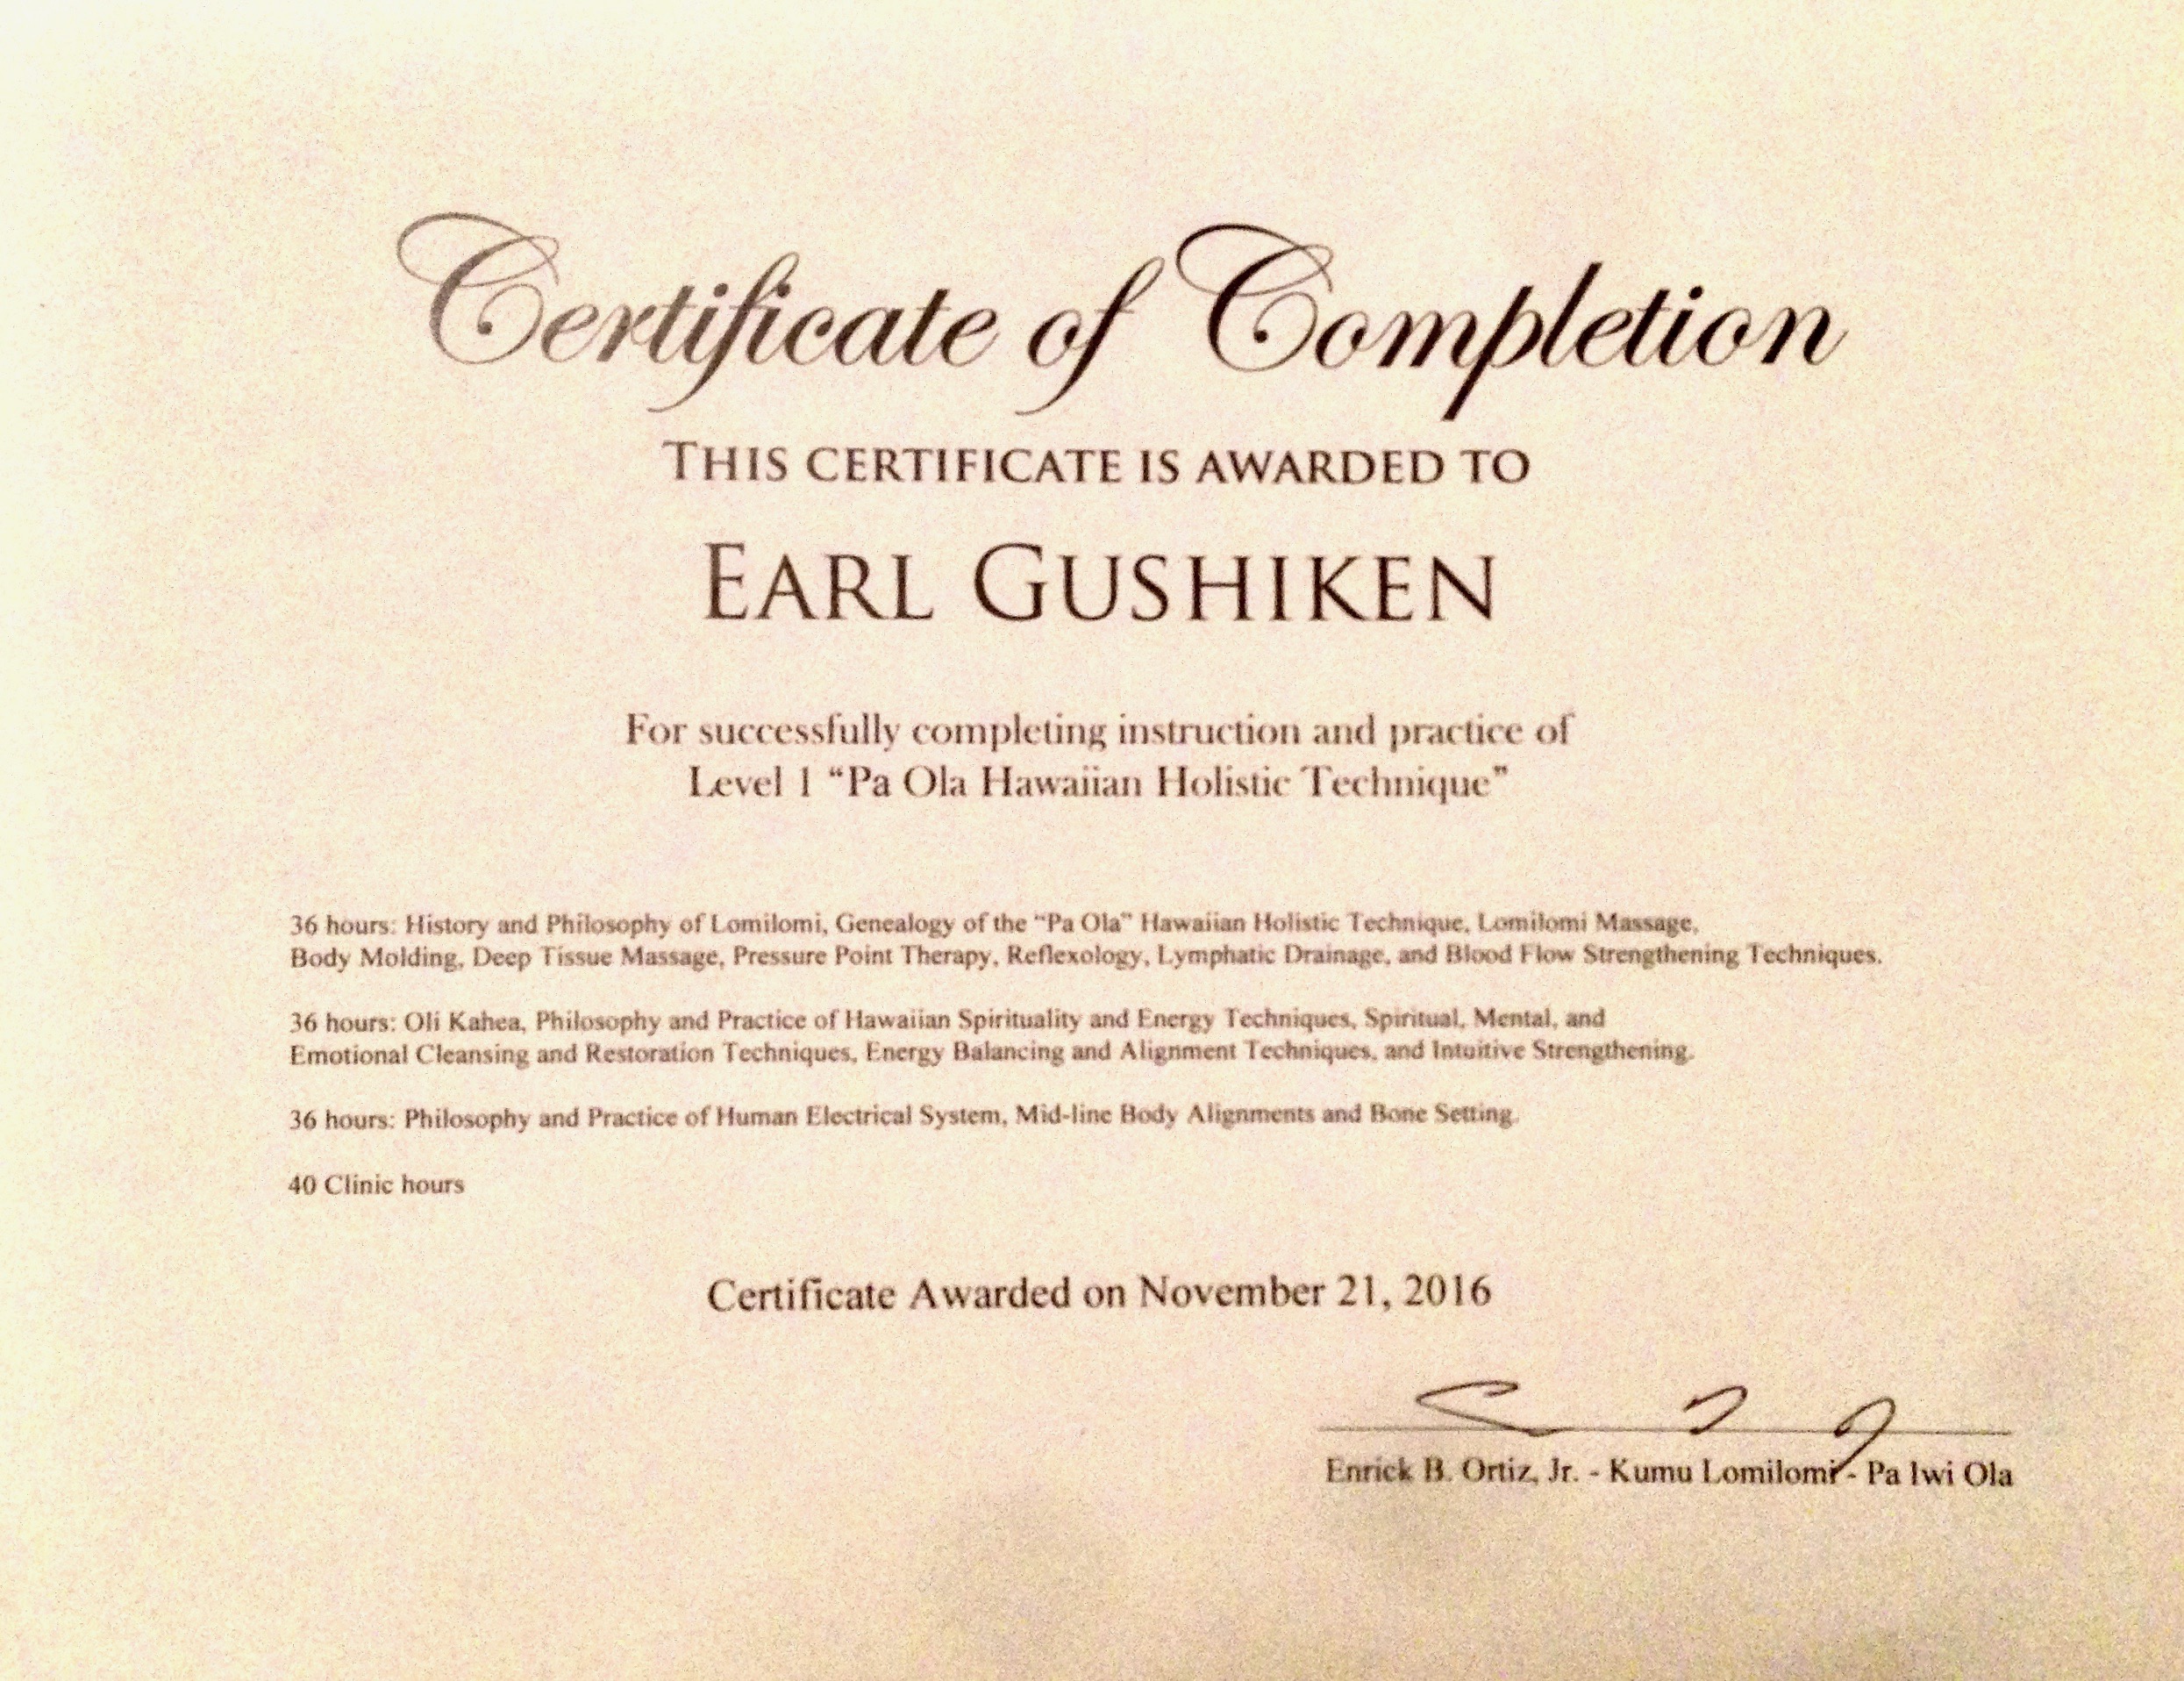 Certificate of Completion
THIS CERTIFICATE IS AWARDED TO
EARL GUSHIKEN
For successfully completing instruction and practice of
Level 1 “Pa Ola Hawaiian Holistic Technique”
36 hours: History and Philosophy of Lomilomi, Genealogy of the “Pa Ola” Hawaiian Holistic Technique, Lomilomi Massage,
Body Molding, Deep Tissue Massage, Pressure Point Therapy, Reflexology, Lymphatic Drainage, and Blood Flow Strengthening Techniques.
36 hours: Oli Kahea, Philosophy and Practice of Hawaiian Spirituality and Energy Techniques, Spiritual, Mental, and
Emotional Cleansing and Restoration Techniques, Energy Balancing and Alignment Techniques, and Intuitive Strengthening.
36 hours: Philosophy and Practice of Human Electrical System, Mid-line Body Alignments and Bone Setting.
40 Clinic hours
Certificate Awarded on November 21, 2016
Enrick B. Ortiz, Jr. - Kumu Lomilomi - Pa Iwi Ola